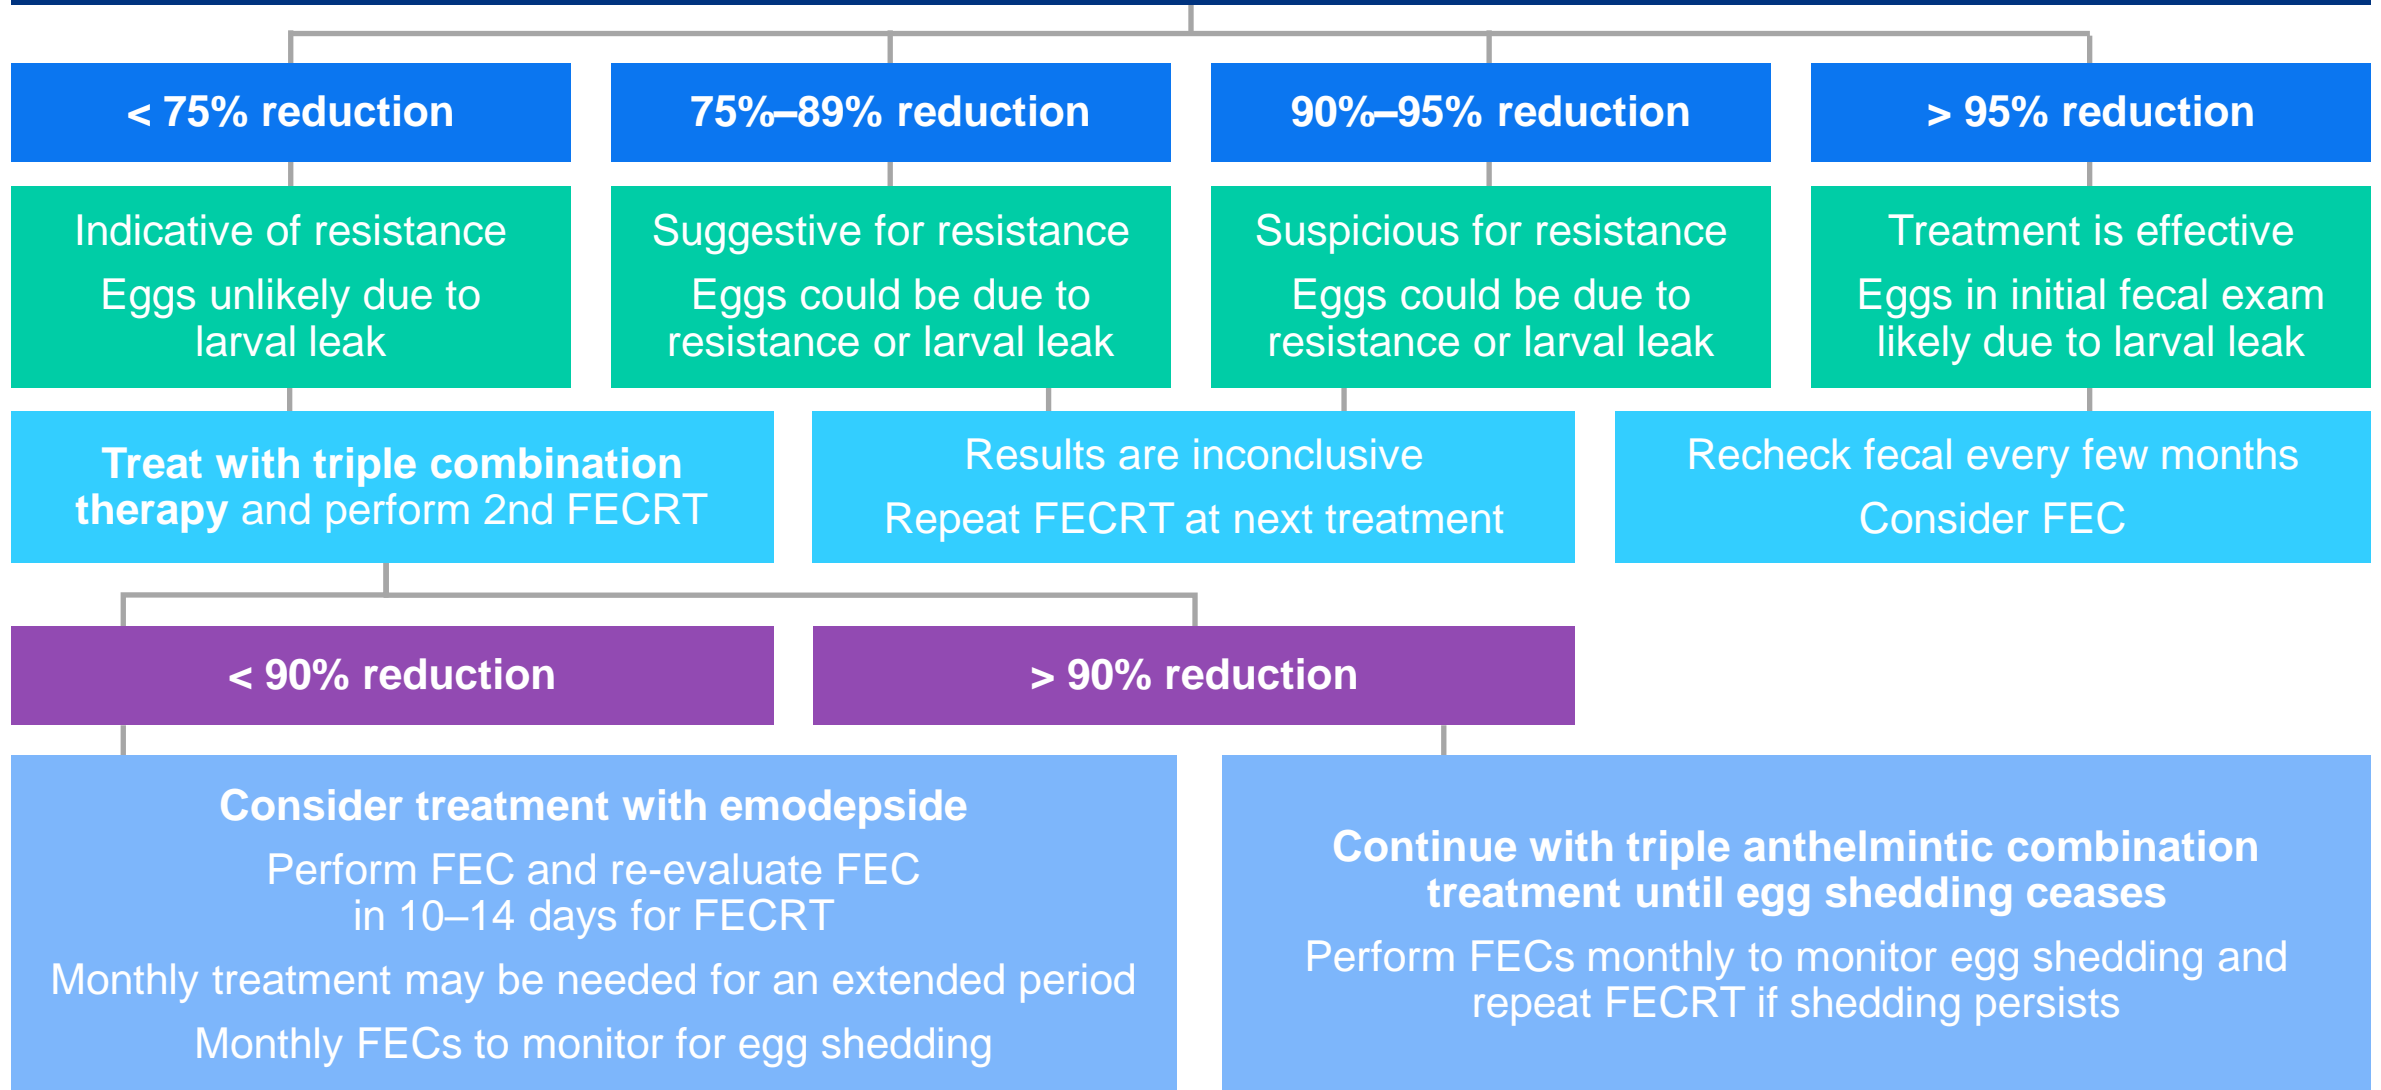 < 75% reduction
75%–89% reduction
90%–95% reduction
> 95% reduction
Indicative of resistance
Eggs unlikely due to
larval leak
Suggestive for resistance
Eggs could be due to
resistance or larval leak
Suspicious for resistance
Eggs could be due to
resistance or larval leak
Treatment is effective
Eggs in initial fecal exam
likely due to larval leak
Treat with triple combination
therapy and perform 2nd FECRT
Results are inconclusive
Repeat FECRT at next treatment
Recheck fecal every few months
Consider FEC
< 90% reduction
> 90% reduction
Consider treatment with emodepside
Perform FEC and re-evaluate FEC
in 10–14 days for FECRT
Monthly treatment may be needed for an extended period
Monthly FECs to monitor for egg shedding
Continue with triple anthelmintic combination
treatment until egg shedding ceases
Perform FECs monthly to monitor egg shedding and
repeat FECRT if shedding persists